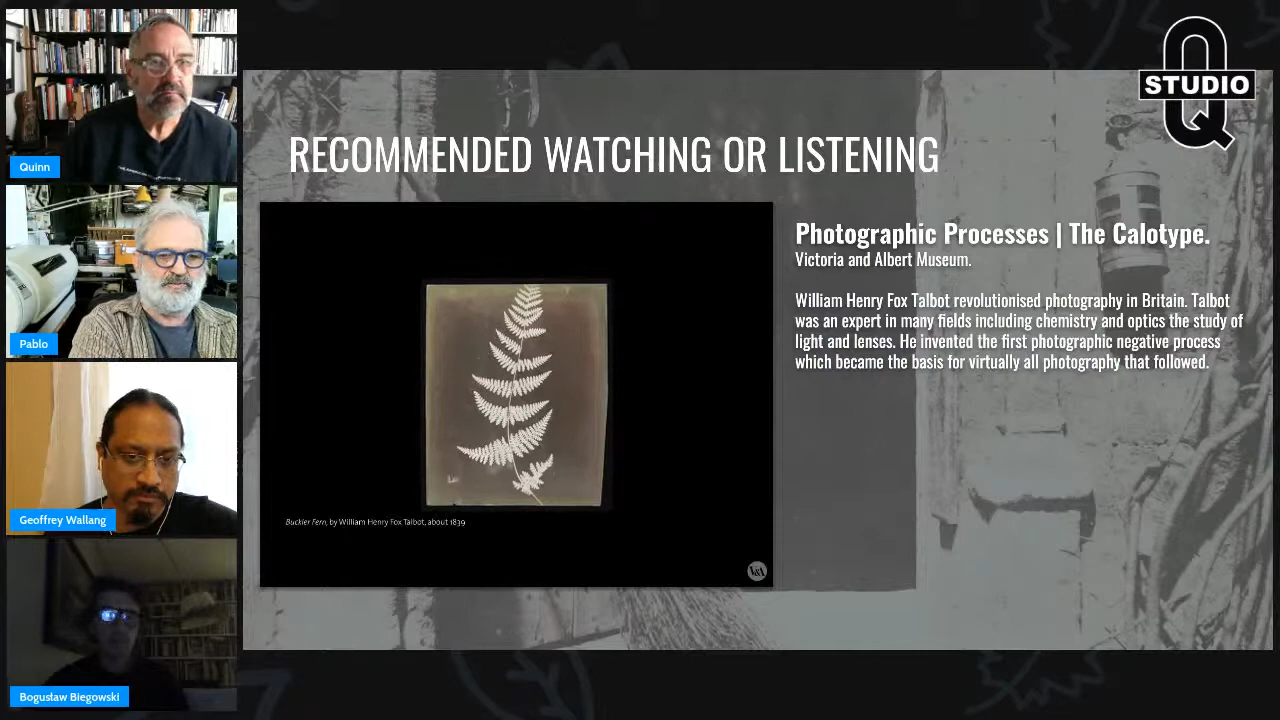 Quinn
Pablo
Geoffrey Wallang
Bogusław Biegowski
STUDIO
Q
RECOMMENDED WATCHING OR LISTENING
Buckler Fern, by William Henry Fox Talbot, about 1839
V&A
Photographic Processes | The Calotype.
Victoria and Albert Museum.
William Henry Fox Talbot revolutionised photography in Britain. Talbot
was an expert in many fields including chemistry and optics the study of
light and lenses. He invented the first photographic negative process
which became the basis for virtually all photography that followed.